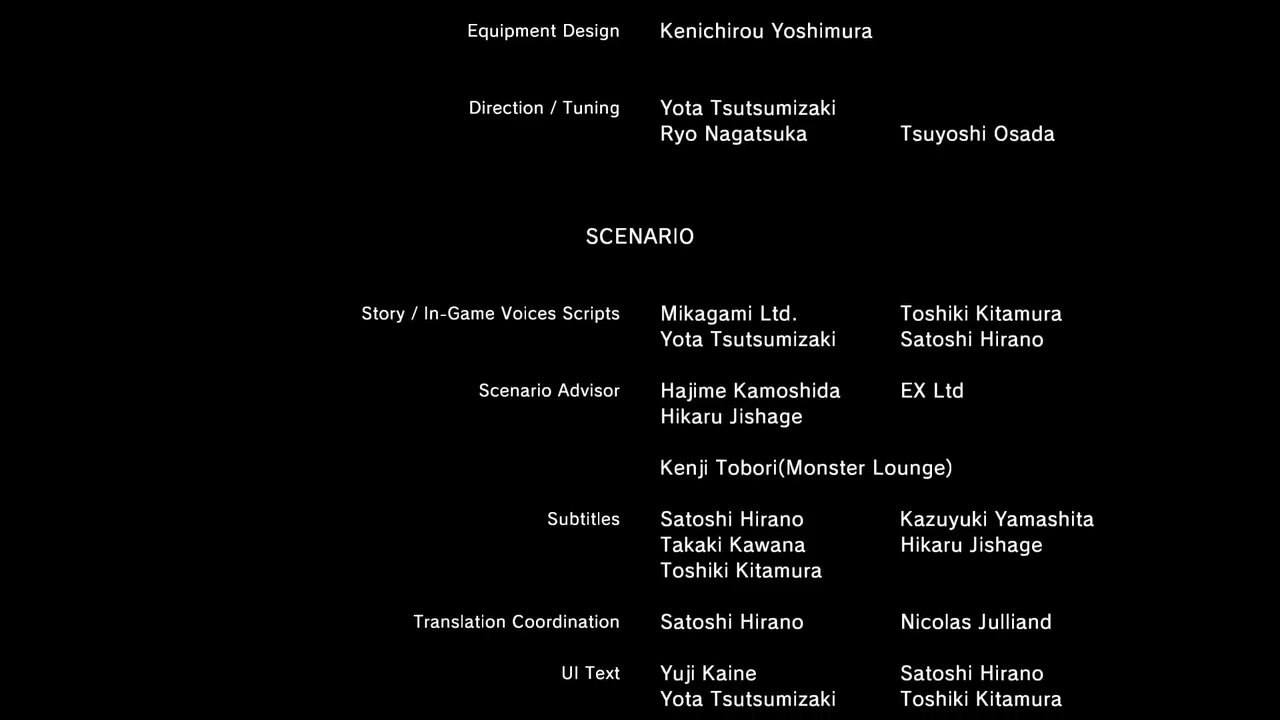 Equipment Design Kenichirou Yoshimura
Direction / Tuning Yota Tsutsumizaki
Ryo Nagatsuka Tsuyoshi Osada
SCENARIO
Story / In-Game Voices Scripts Mikagami Ltd. Toshiki Kitamura
Yota Tsutsumizaki Satoshi Hirano
Scenario Advisor Hajime Kamoshida EX Ltd
Hikaru Jishage
Kenji Tobori(Monster Lounge)
Subtitles Satoshi Hirano Kazuyuki Yamashita
Takaki Kawana Hikaru Jishage
Toshiki Kitamura
Translation Coordination Satoshi Hirano Nicolas Julliand
UI Text Yuji Kaine Satoshi Hirano
Yota Tsutsumizaki Toshiki Kitamura